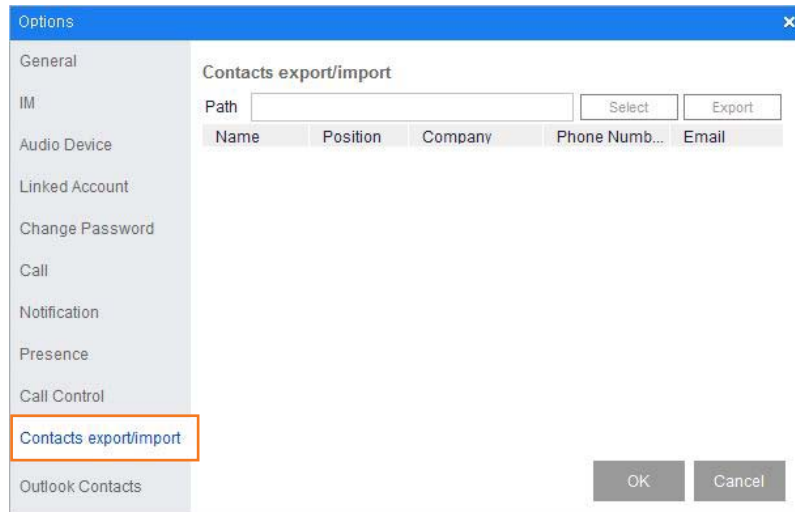 Options
General
IM
Audio Device
Linked Account
Change Password
Call
Notification
Presence
Call Control
Contacts export/import
Outlook Contacts
Contacts export/import
Path Select Export
Name Position Company Phone Numb... Email
OK Cancel